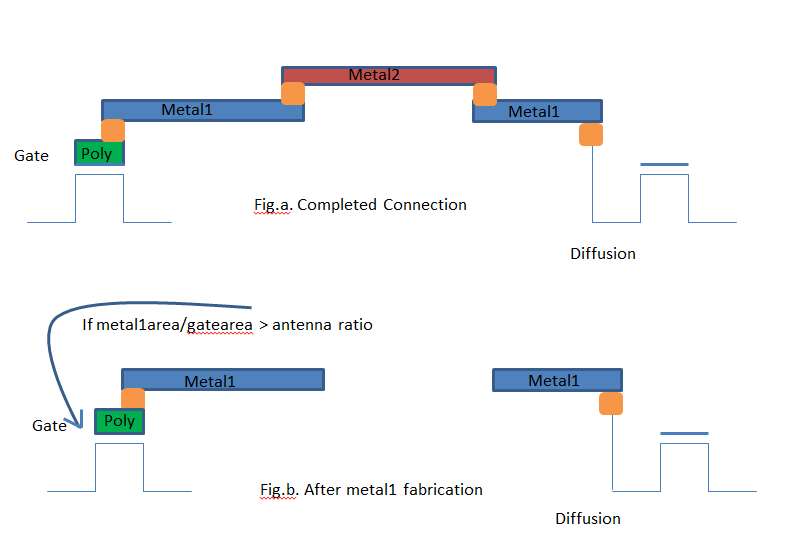 Metal2
Metal1
Metal1
Gate
Poly
Fig.a. Completed Connection
Diffusion
If metal1area/gatearea > antenna ratio
Metal1
Metal1
Gate
Poly
Fig.b. After metal1 fabrication
Diffusion